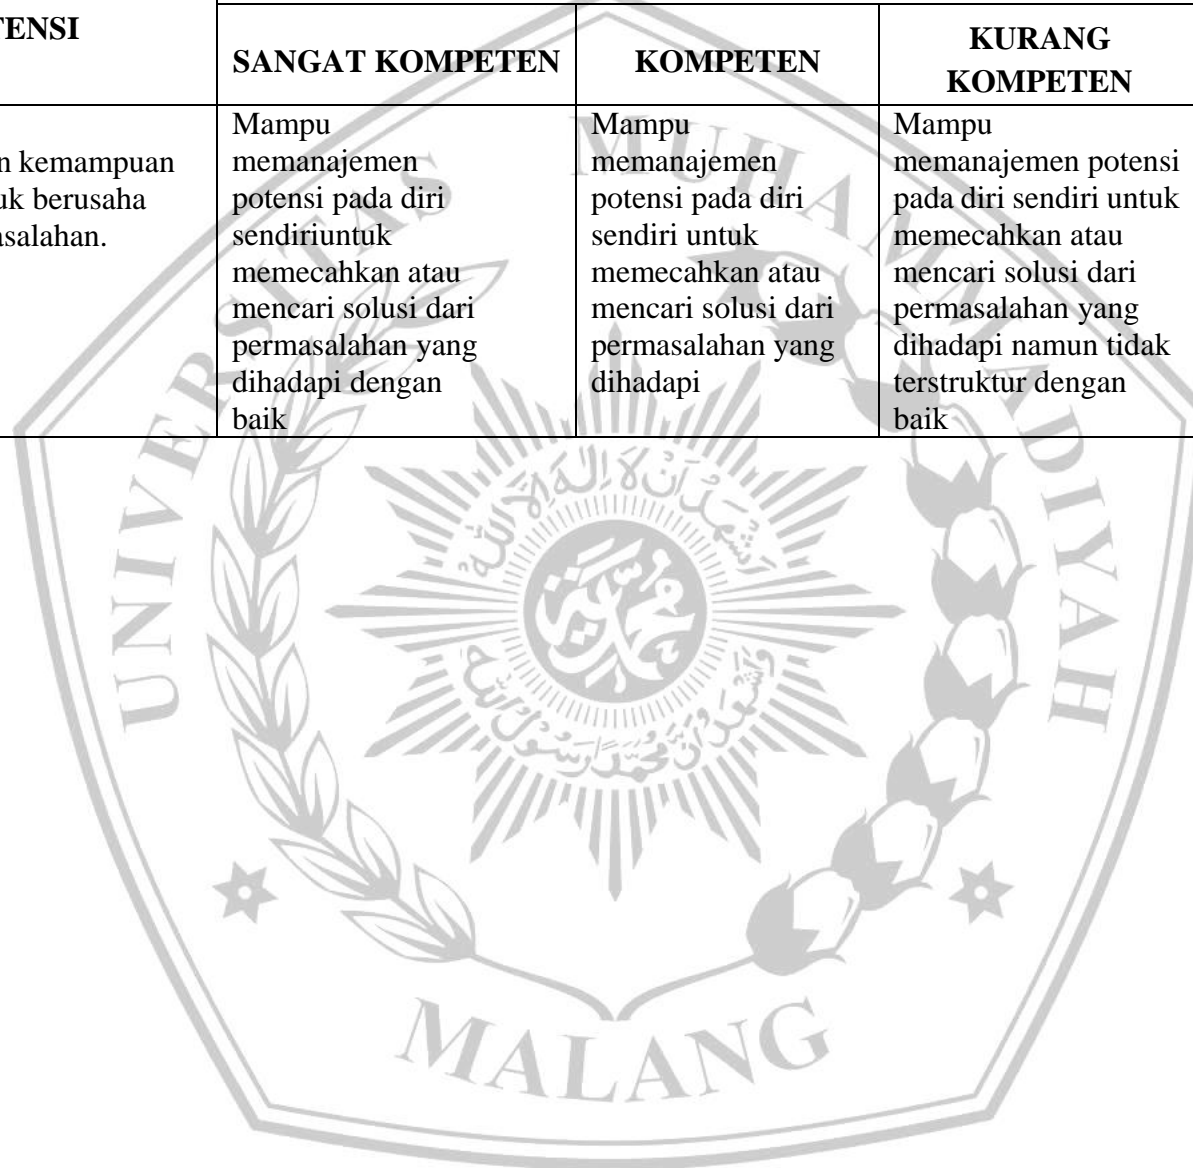 TENSI
SANGAT KOMPETEN
KOMPETEN
KURANG
KOMPETEN
kemampuan
berusaha
Mampu
memanajemen
potensi pada diri
sendiriuntuk
memecahkan atau
mencari solusi dari
permasalahan yang
dihadapi dengan
baik
Mampu
memanajemen
potensi pada diri
sendiri untuk
memecahkan atau
mencari solusi dari
permasalahan yang
dihadapi
Mampu
memanajemen potensi
pada diri sendiri untuk
memecahkan atau
mencari solusi dari
permasalahan yang
dihadapi namun tidak
terstruktur dengan
baik
UNIVERSITAS MUHAMMADIYAH
MALANG